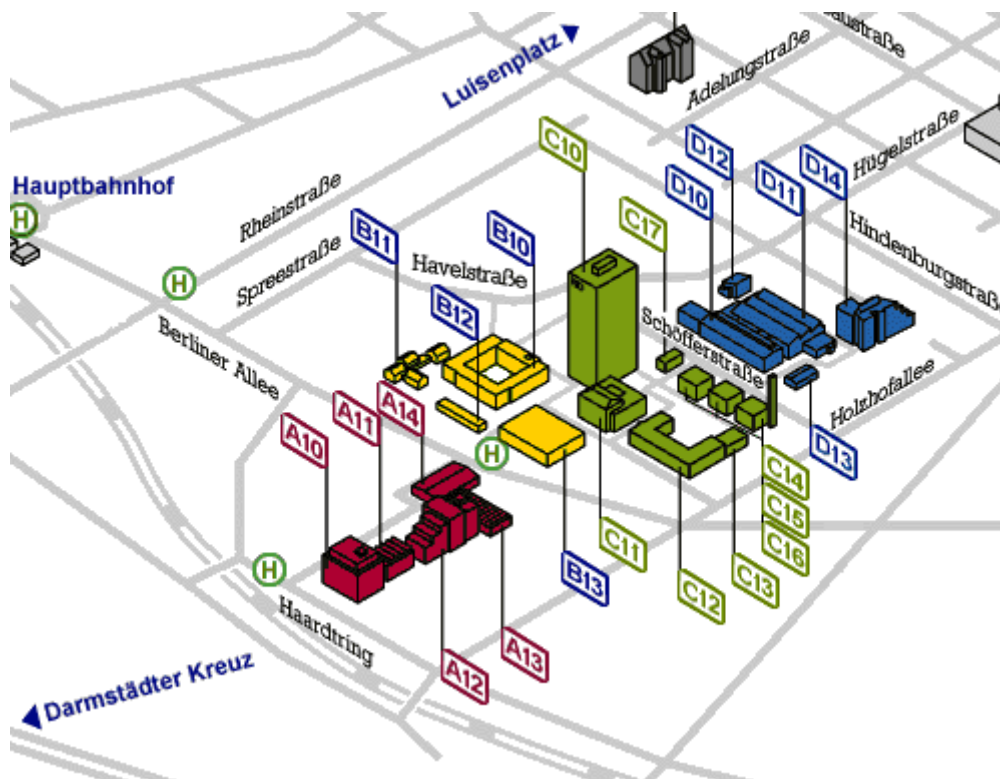 Luisenplatz
Adelungstraße
Hügelstraße
Hauptbahnhof
H
Rheinstraße
C10
D12
D10
D11
D14
C17
B11
B10
Hindenburgstraße
Spreestraße
Havelstraße
H
B12
Schöfferstraße
Berliner Allee
Holzhofallee
A14
A11
A10
H
D13
C14
C15
C16
C11
C13
B13
C12
H
Haardtring
A13
A12
Darmstädter Kreuz